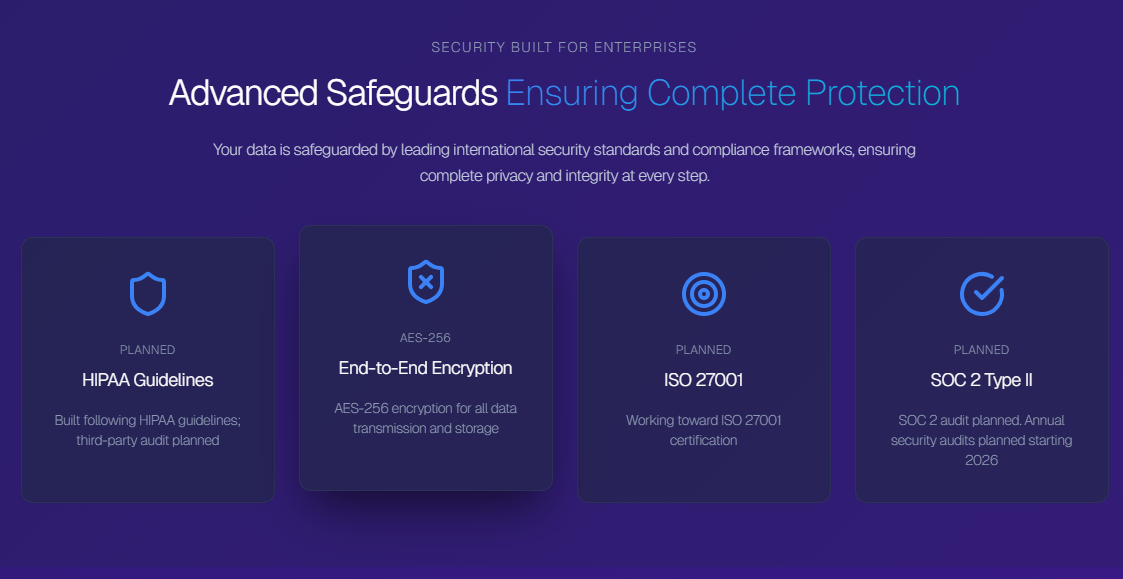 SECURITY BUILT FOR ENTERPRISES
Advanced Safeguards Ensuring Complete Protection
Your data is safeguarded by leading international security standards and compliance frameworks, ensuring
complete privacy and integrity at every step.
PLANNED
HIPAA Guidelines
Built following HIPAA guidelines;
third-party audit planned
AES-256
End-to-End Encryption
AES-256 encryption for all data
transmission and storage
PLANNED
ISO 27001
Working toward ISO 27001
certification
PLANNED
SOC 2 Type II
SOC 2 audit planned. Annual
security audits planned starting
2026